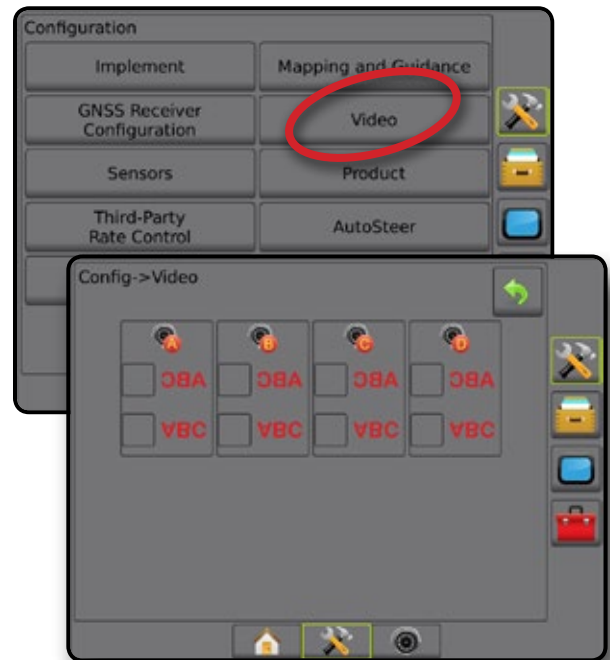 Configuration
Implement
Mapping and Guidance
GNSS Receiver
Configuration
Video
Sensors
Product
Third-Party
Rate Control
AutoSteer
Config->Video
A B C D
ABC ABC ABC ABC
ABC ABC ABC ABC